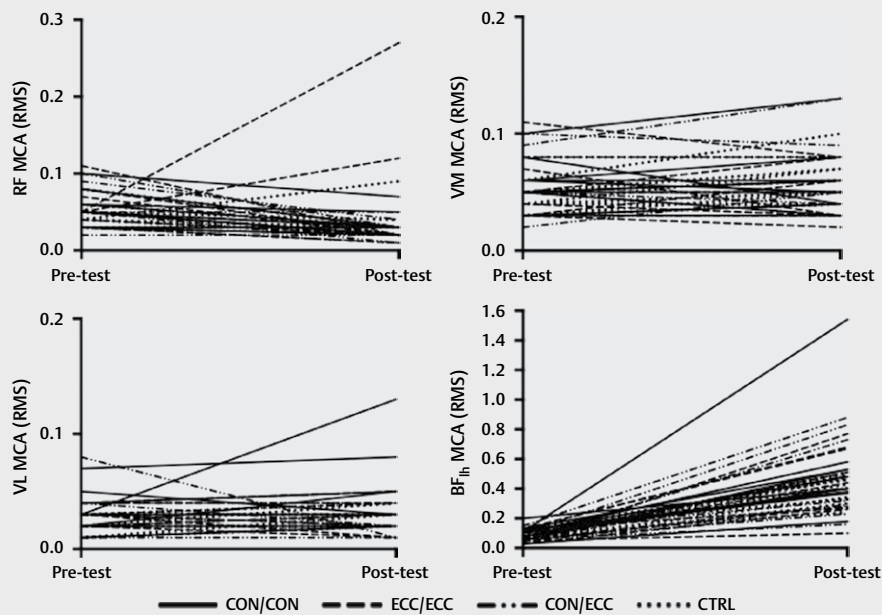 RF MCA (RMS)
0.3
0.2
0.1
0.0
Pre-test
Post-test
VM MCA (RMS)
0.2
0.1
0.0
Pre-test
Post-test
VL MCA (RMS)
0.2
0.1
0.0
Pre-test
Post-test
BFlh MCA (RMS)
1.6
1.4
1.2
1.0
0.8
0.6
0.4
0.2
0.0
Pre-test
Post-test
CON/CON ECC/ECC CON/ECC CTRL